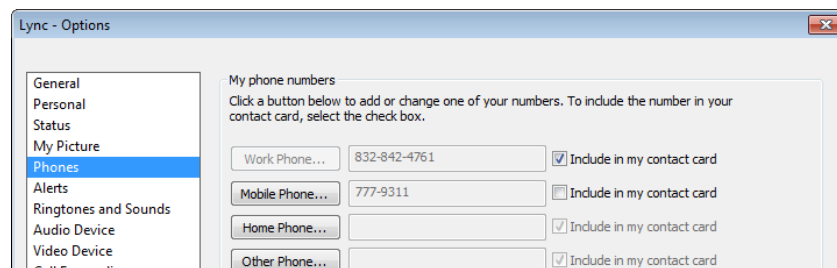 Lync - Options
General
Personal
Status
My Picture
Phones
Alerts
Ringtones and Sounds
Audio Device
Video Device
My phone numbers
Click a button below to add or change one of your numbers. To include the number in your
contact card, select the check box.
Work Phone... 832-842-4761 Include in my contact card
Mobile Phone... 777-9311 Include in my contact card
Home Phone... Include in my contact card
Other Phone... Include in my contact card